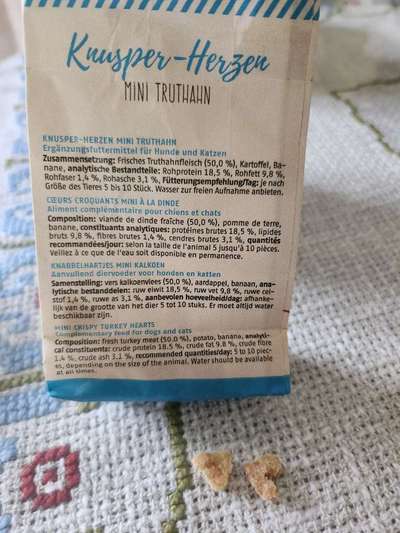 Knusper-Herzen
MINI TRUTHAHN
KNUSPER-HERZEN MINI TRUTHAHN
Ergänzungsfuttermittel für Hunde und Katzen
Zusammensetzung: Frisches Truthahnfleisch (50,0 %), Kartoffel, Ba-
nane, analytische Bestandteile: Rohprotein 18,5 %, Rohfett 9,8 %,
Rohfaser 1,4 %, Rohasche 3,1 %, Fütterungsempfehlung/Tag: je nach
Größe des Tieres 5 bis 10 Stück. Wasser zur freien Aufnahme anbieten.
CŒURS CROQUANTS MINI À LA DINDE
Aliment complémentaire pour chiens et chats
Composition: viande de dinde fraîche (50,0 %), pomme de terre,
banane, constituants analytiques: protéines brutes 18,5 %, lipides
bruts 9,8 %, fibres brutes 1,4 %, cendres brutes 3,1 %, quantités
recommandées/jour: selon la taille de l'animal 5 jusqu'à 10 pièces.
Veillez à ce que de l'eau soit disponible en permanence.
KNABBELHARTJES MINI KALKOEN
Aanvullend diervoeder voor honden en katten
Samenstelling: vers kalkoenvlees (50,0 %), aardappel, banaan, ana-
lytische bestanddelen: ruw eiwit 18,5 %, ruw vet 9,8 %, ruwe cel-
stof 1,4 %, ruwe as 3,1 %, aanbevolen hoeveelheid/dag: afhanke-
lijk van de grootte van het dier 5 tot 10 stuks. Er moet altijd water
beschikbaar zijn.
MINI CRISPY TURKEY HEARTS
Complementary feed for dogs and cats
Composition: fresh turkey meat (50.0 %), potato, banane, analyti-
cal constituents: crude protein 18.5 %, crude fat 9.8 %, crude fibre
1.4 %, crude ash 3.1 %, recommended quantities/day: 5 to 10 piec-
es, depending on the size of the animal. Water should be available
at all times.